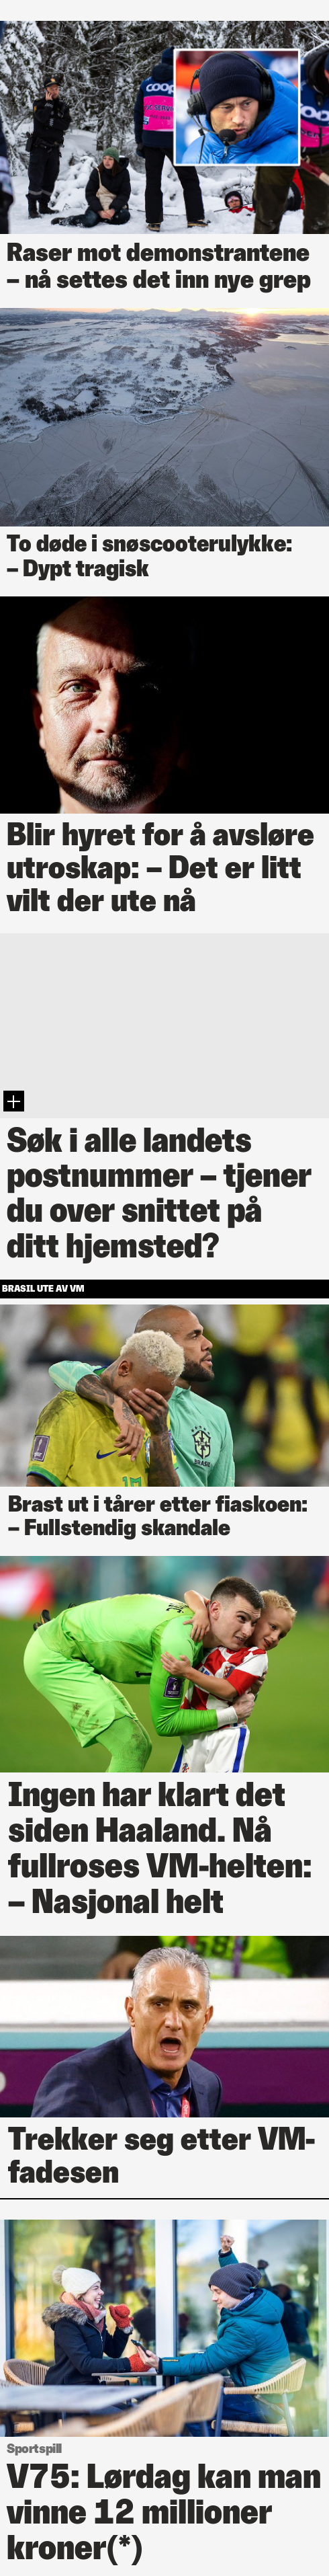 coop
Raser mot demonstrantene
– nå settes det inn nye grep
To døde i snøscooterulykke:
– Dypt tragisk
Blir hyret for å avsløre
utroskap: – Det er litt
vilt der ute nå
Søk i alle landets
postnummer – tjener
du over snittet på
ditt hjemsted?
BRASIL UTE AV VM
BRASIL
Brast ut i tårer etter fiaskoen:
– Fullstendig skandale
Ingen har klart det
siden Haaland. Nå
fullroses VM-helten:
– Nasjonal helt
Trekker seg etter VM-
fadesen
Sportspill
V75: Lørdag kan man
vinne 12 millioner
kroner(*)